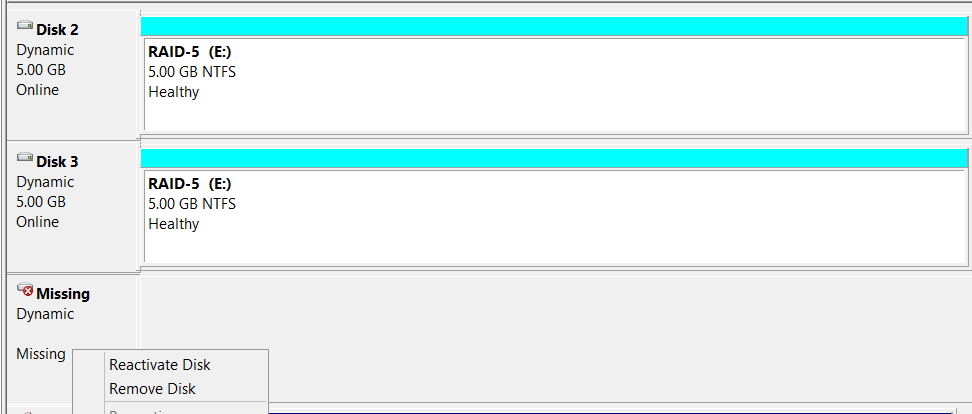 Disk 2
Dynamic
5.00 GB
Online
RAID-5 (E:)
5.00 GB NTFS
Healthy
Disk 3
Dynamic
5.00 GB
Online
RAID-5 (E:)
5.00 GB NTFS
Healthy
Missing
Dynamic
Missing
Reactivate Disk
Remove Disk